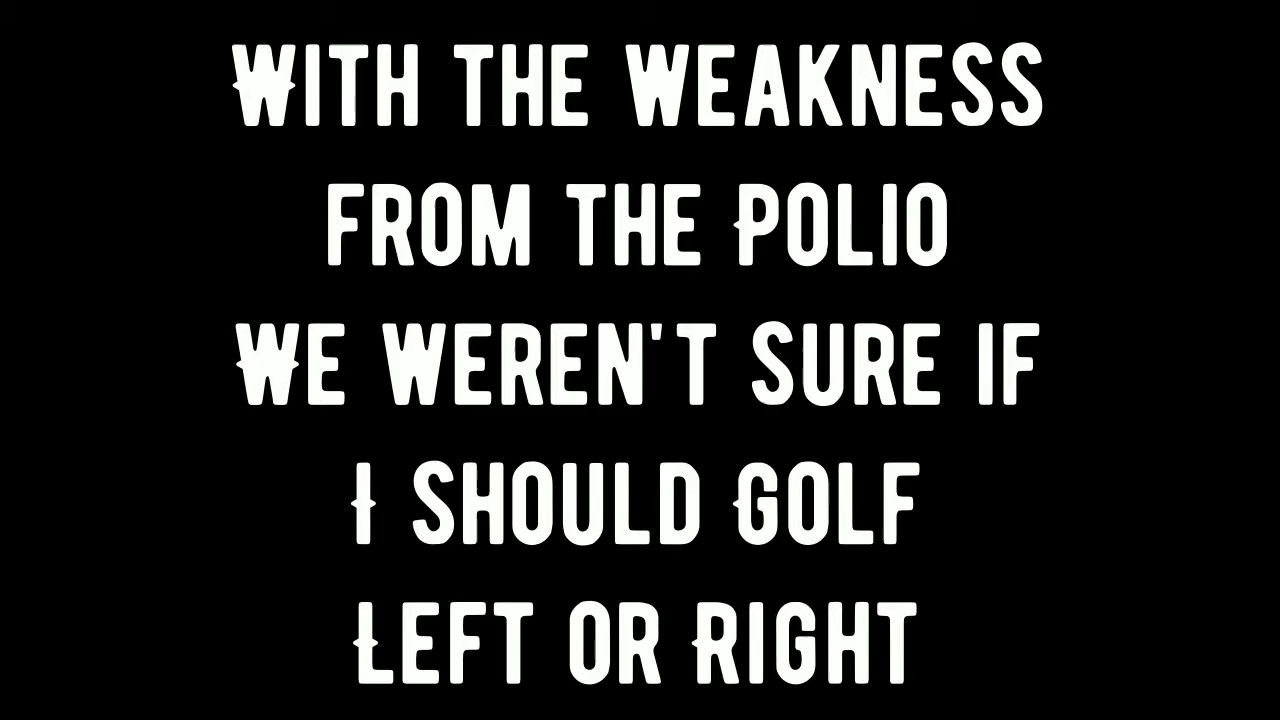 With the weakness
from the Polio
We weren't sure if
I should Golf
Left or Right